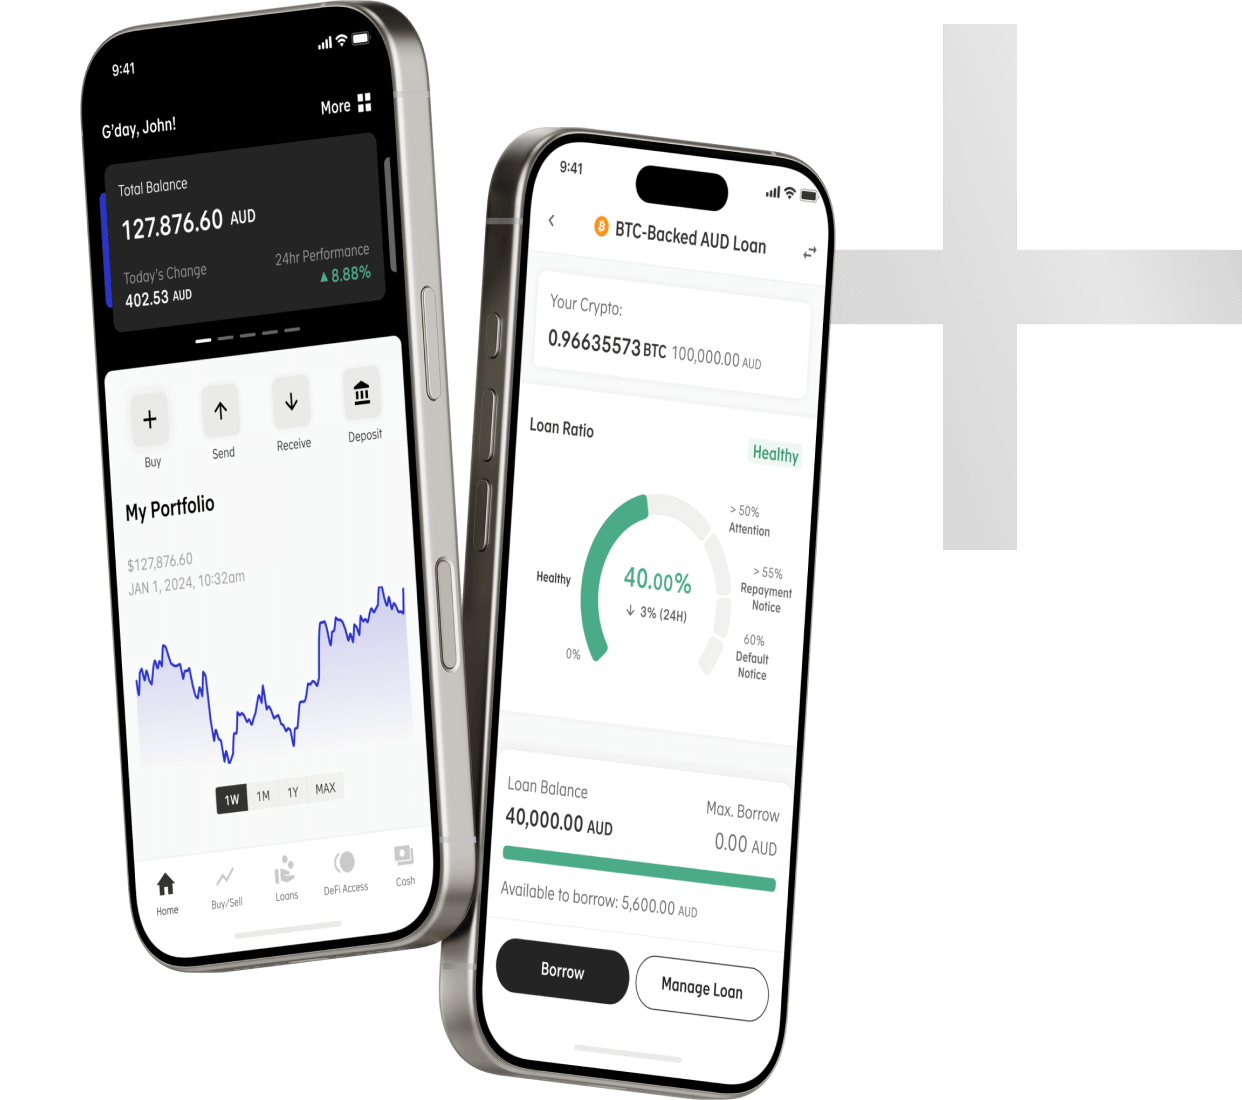 9:41
G'day, John!
More
Total Balance
127.876.60 AUD
Today's Change
402.53 AUD
24hr Performance
▲8.88%
Buy
Send
Receive
Deposit
My Portfolio
$127,876.60
JAN 1, 2024, 10:32am
1W 1M 1Y MAX
Home
Buy/Sell
Loans
DeFi Access
Cash
9:41
BTC-Backed AUD Loan
Your Crypto:
0.96635573 BTC 100,000.00 AUD
Loan Ratio
Healthy
> 50%
Attention
> 55%
Repayment
Notice
60%
Default
Notice
Healthy
0%
40.00%
↓ 3% (24H)
Loan Balance
40,000.00 AUD
Max. Borrow
0.00 AUD
Available to borrow: 5,600.00 AUD
Borrow
Manage Loan